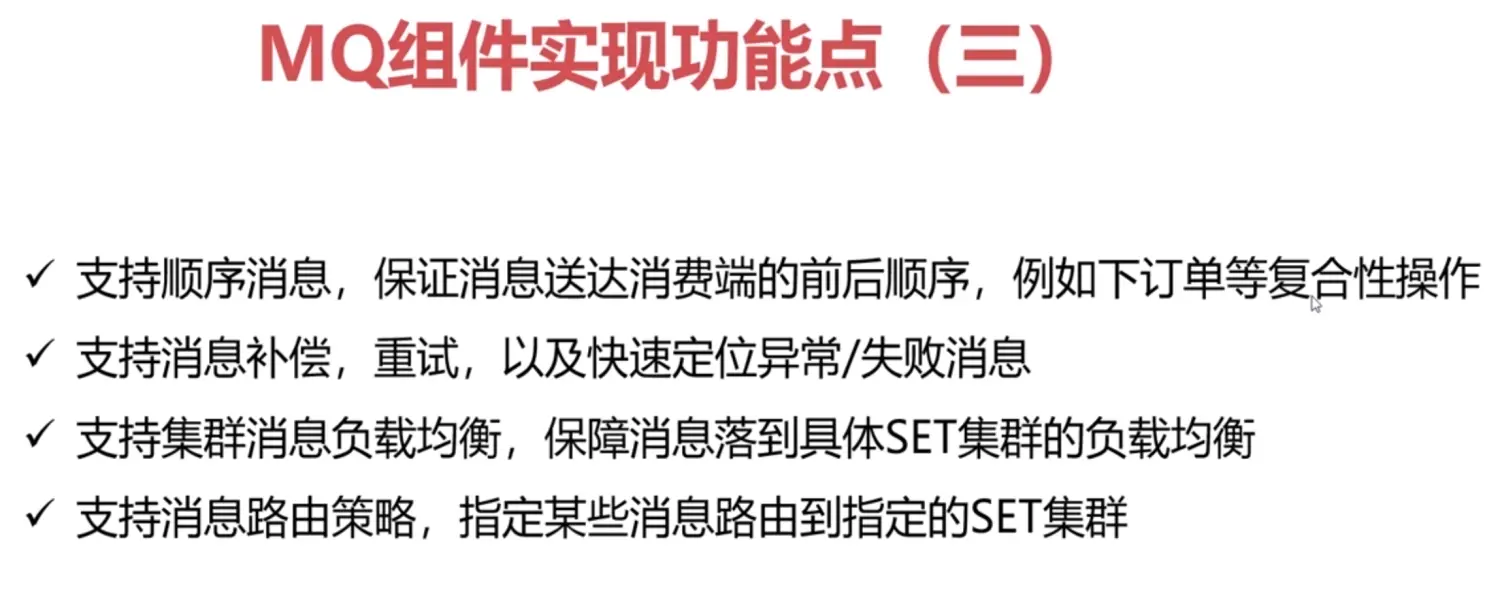 MQ组件实现功能点（三）
✓ 支持顺序消息，保证消息送达消费端的前后顺序，例如下订单等复合性操作
✓ 支持消息补偿，重试，以及快速定位异常/失败消息
✓ 支持集群消息负载均衡，保障消息落到具体SET集群的负载均衡
✓ 支持消息路由策略，指定某些消息路由到指定的SET集群